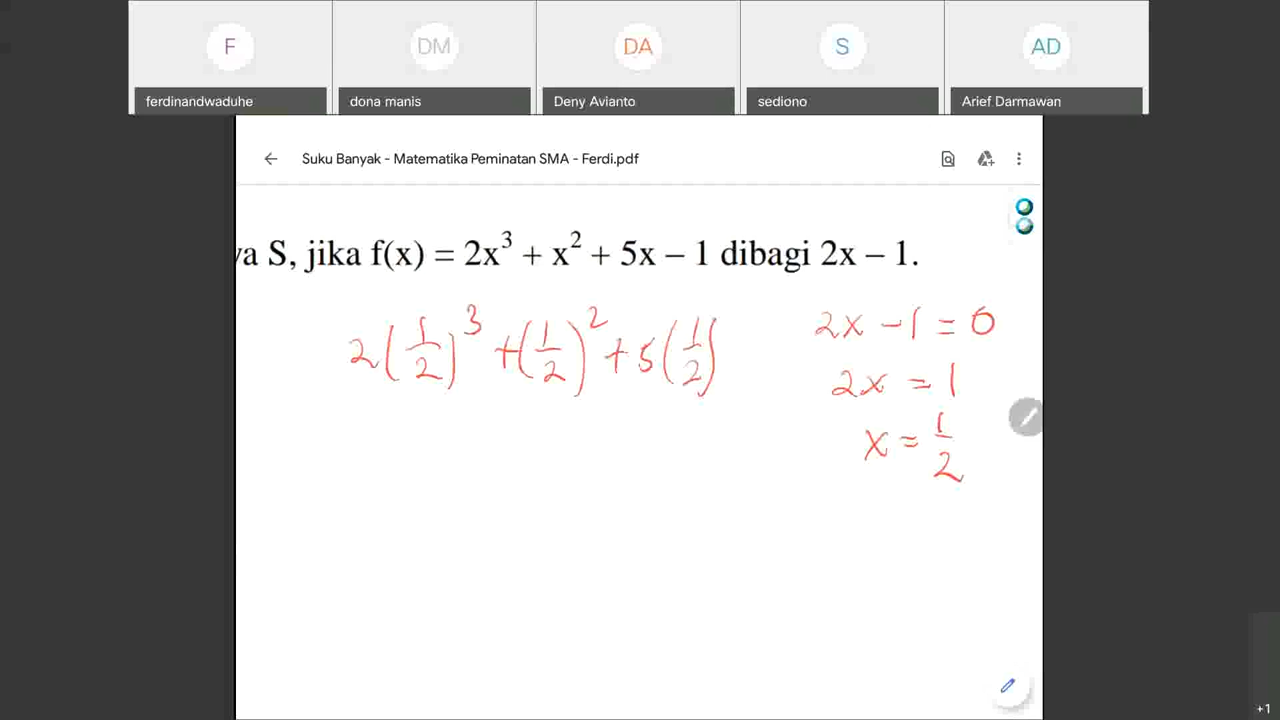 F DM DA S AD
ferdinandwaduhe dona manis Deny Avianto sediono Arief Darmawan
Suku Banyak - Matematika Peminatan SMA - Ferdi.pdf
S, jika f(x) = 2x³ + x² + 5x – 1 dibagi 2x – 1.
2(1/2)³ + (1/2)² + 5(1/2)
2x - 1 = 0
2x = 1
x = 1/2
+1